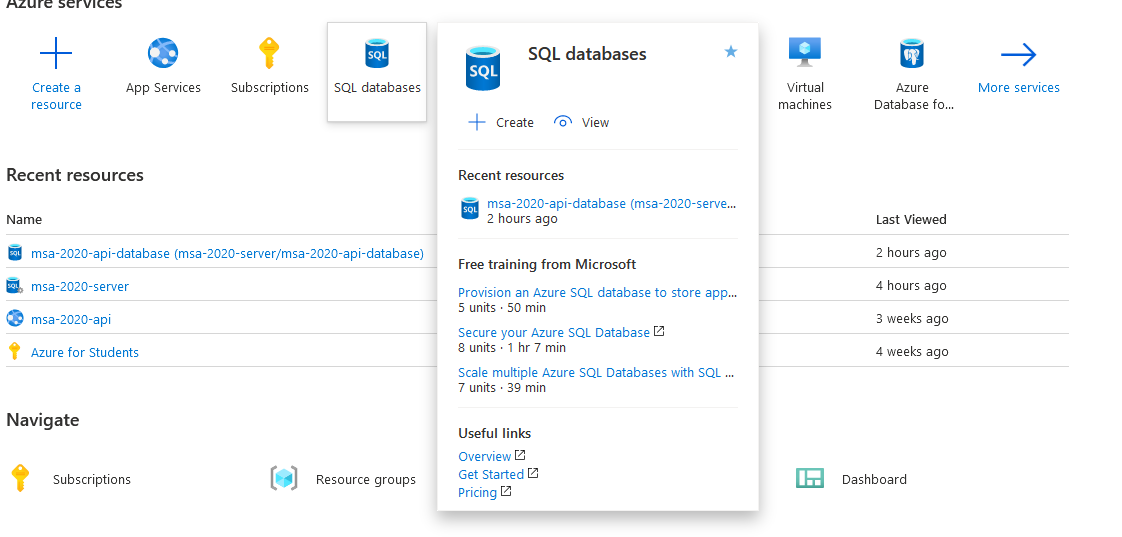 Azure services
Create a
resource
App Services
Subscriptions
SQL databases
Virtual
machines
Azure
Database fo...
More services
SQL databases
Create
View
Recent resources
msa-2020-api-database (msa-2020-serve...
2 hours ago
Free training from Microsoft
Provision an Azure SQL database to store app...
5 units · 50 min
Secure your Azure SQL Database
8 units · 1 hr 7 min
Scale multiple Azure SQL Databases with SQL ...
7 units · 39 min
Useful links
Overview
Get Started
Pricing
Recent resources
Name
Last Viewed
msa-2020-api-database (msa-2020-server/msa-2020-api-database)
2 hours ago
msa-2020-server
4 hours ago
msa-2020-api
3 weeks ago
Azure for Students
4 weeks ago
Navigate
Subscriptions
Resource groups
Dashboard